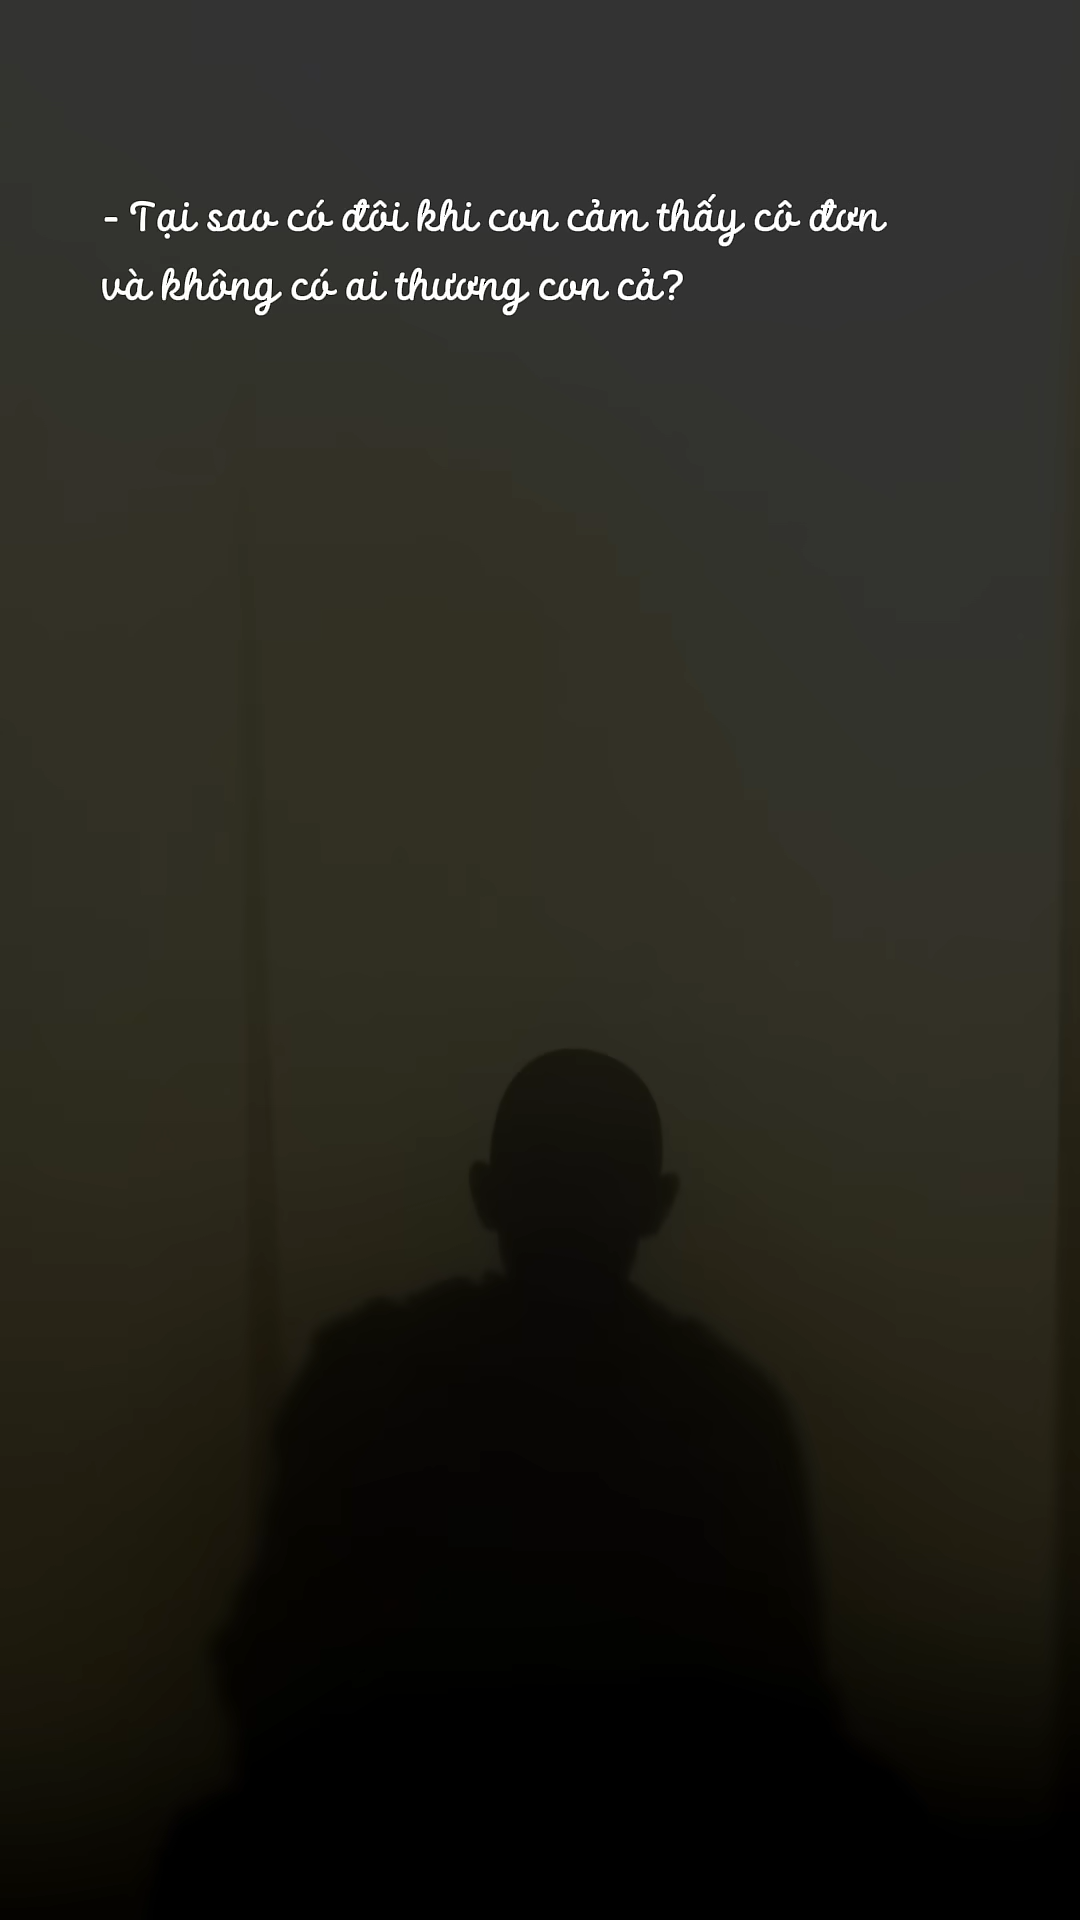 - Tại sao có đôi khi con cảm thấy cô đơn
và không có ai thương con cả?